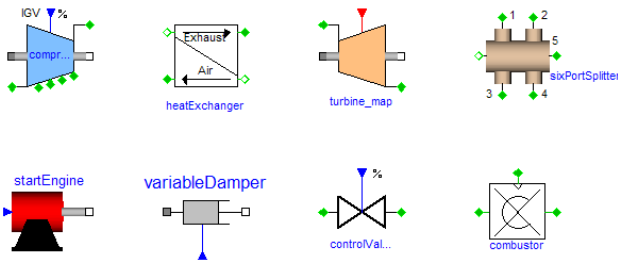 IGV %
compr...
Exhaust
Air
heatExchanger
turbine_map
1 2
5
sixPortSplitter
3 4
startEngine
variableDamper
%
controlVal...
combustor